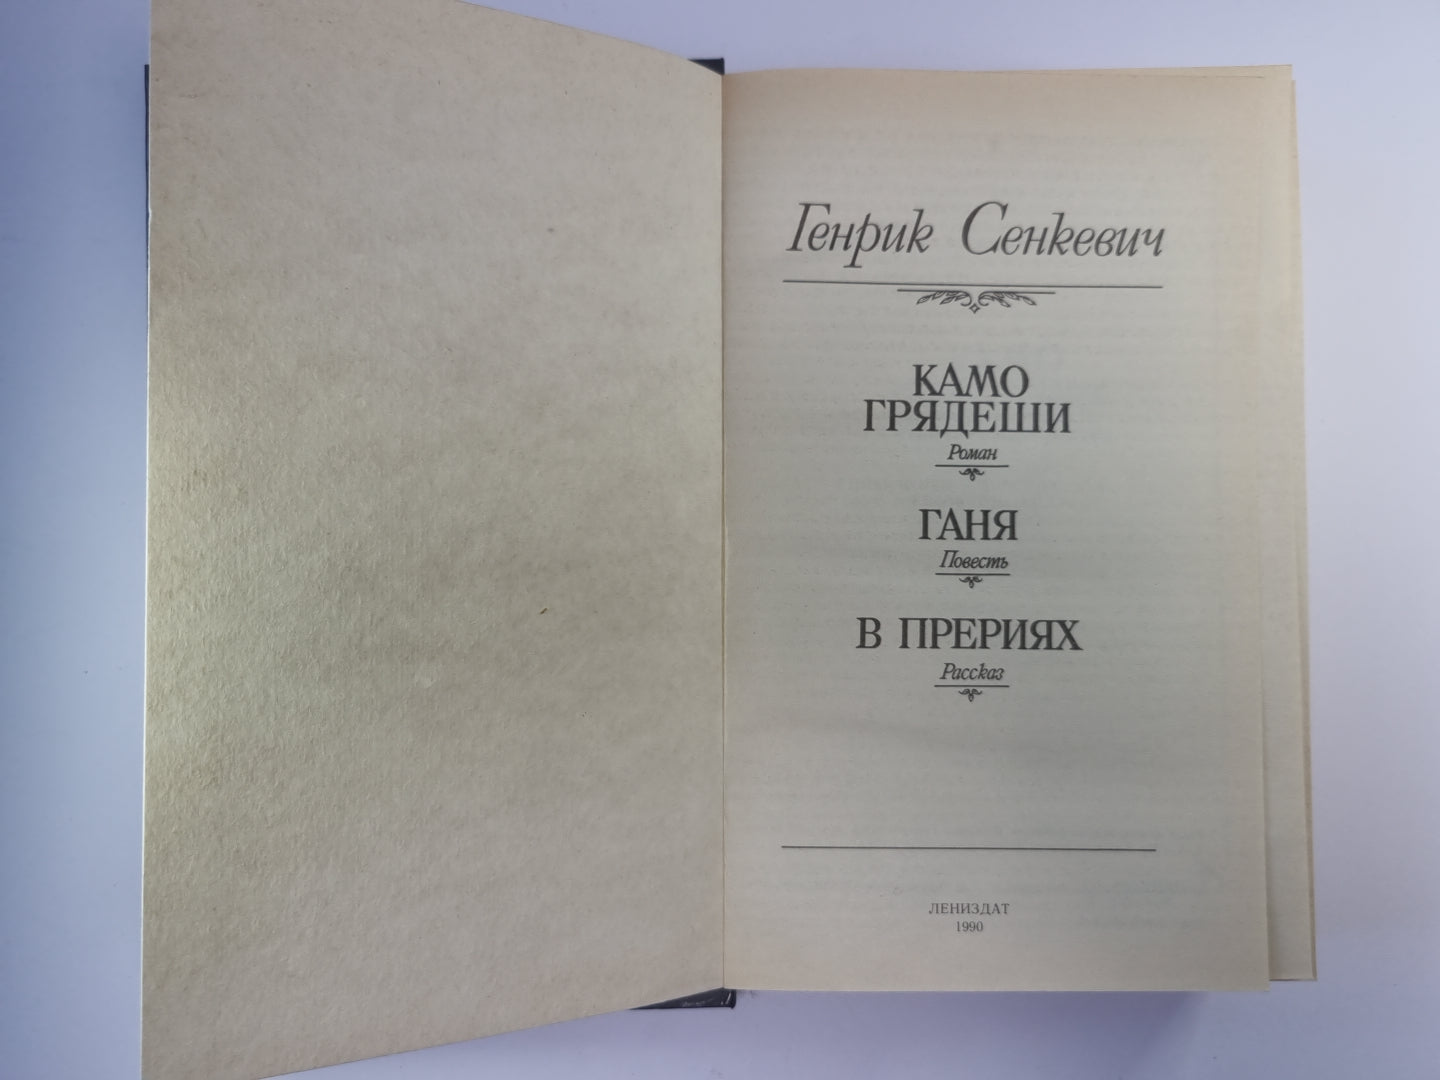 Генрик Сенкевич
КАМО
ГРЯДЕШИ
Роман
ГАНЯ
Повесть
В ПРЕРИЯХ
Рассказ
ЛЕНИЗДАТ
1990